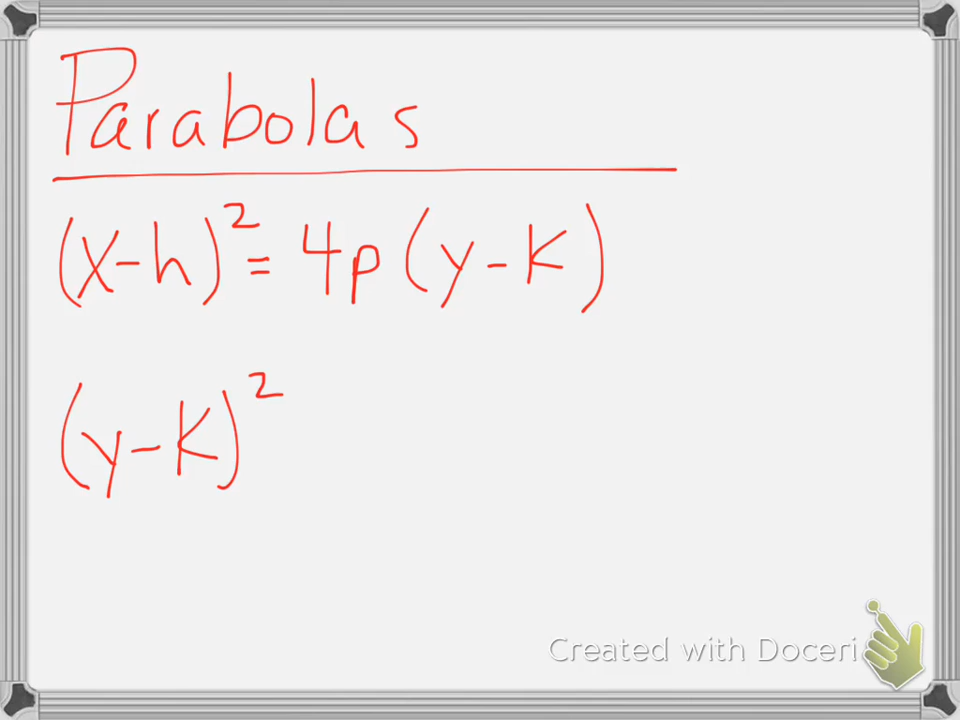 Parabolas
(x-h)² = 4p(y-k)
(y-k)²
Created with Doceri